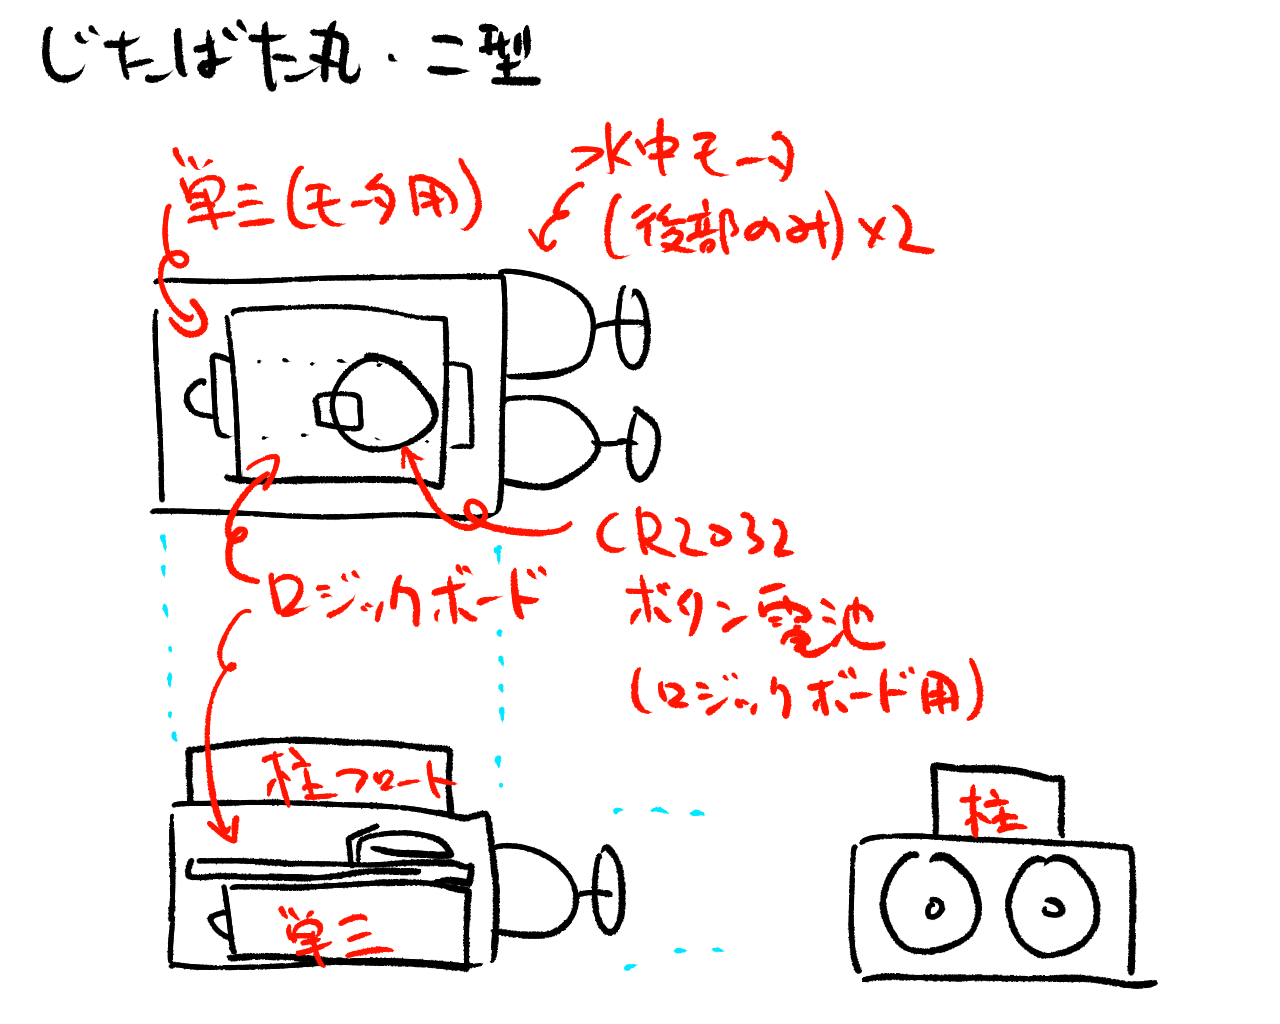 じたばた丸・二型
単三(モータ用)
水中モータ
(後部のみ)×2
CR2032
ボタン電池
(ロジックボード用)
ロジックボード
柱フロート
単三
柱